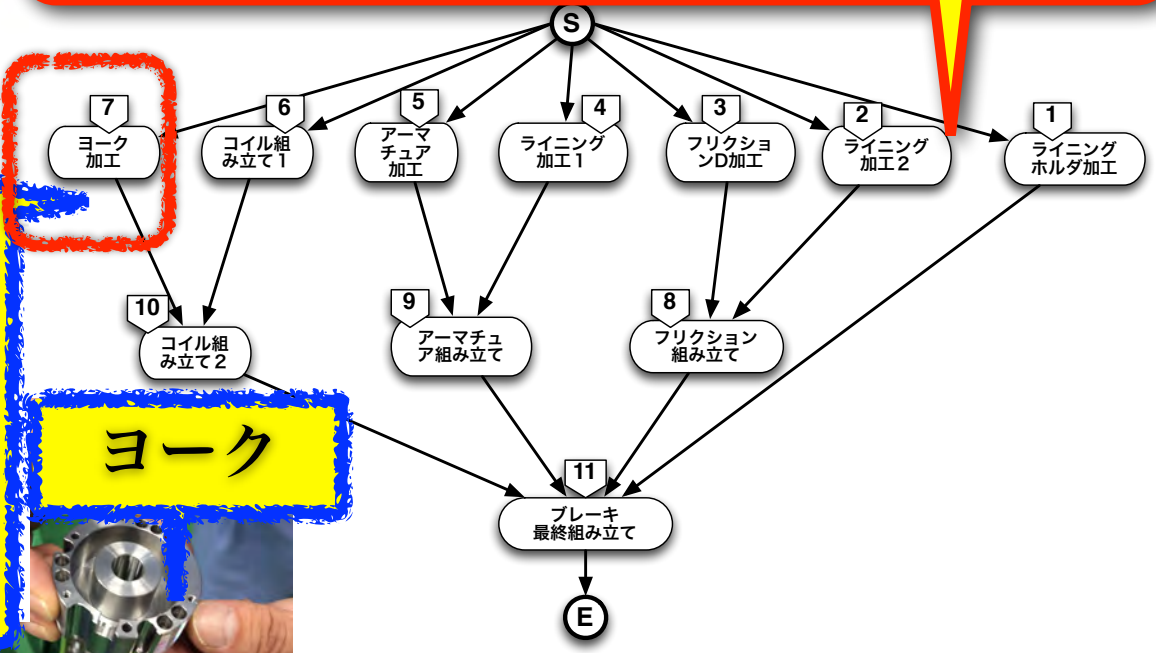 S
7
ヨーク
加工
6
コイル組
み立て１
5
アーマ
チュア
加工
4
ライニング
加工１
3
フリクショ
ンD加工
2
ライニング
加工２
1
ライニング
ホルダ加工
10
コイル組
み立て２
9
アーマチュ
ア組み立て
8
フリクション
組み立て
ヨーク
11
ブレーキ
最終組み立て
E